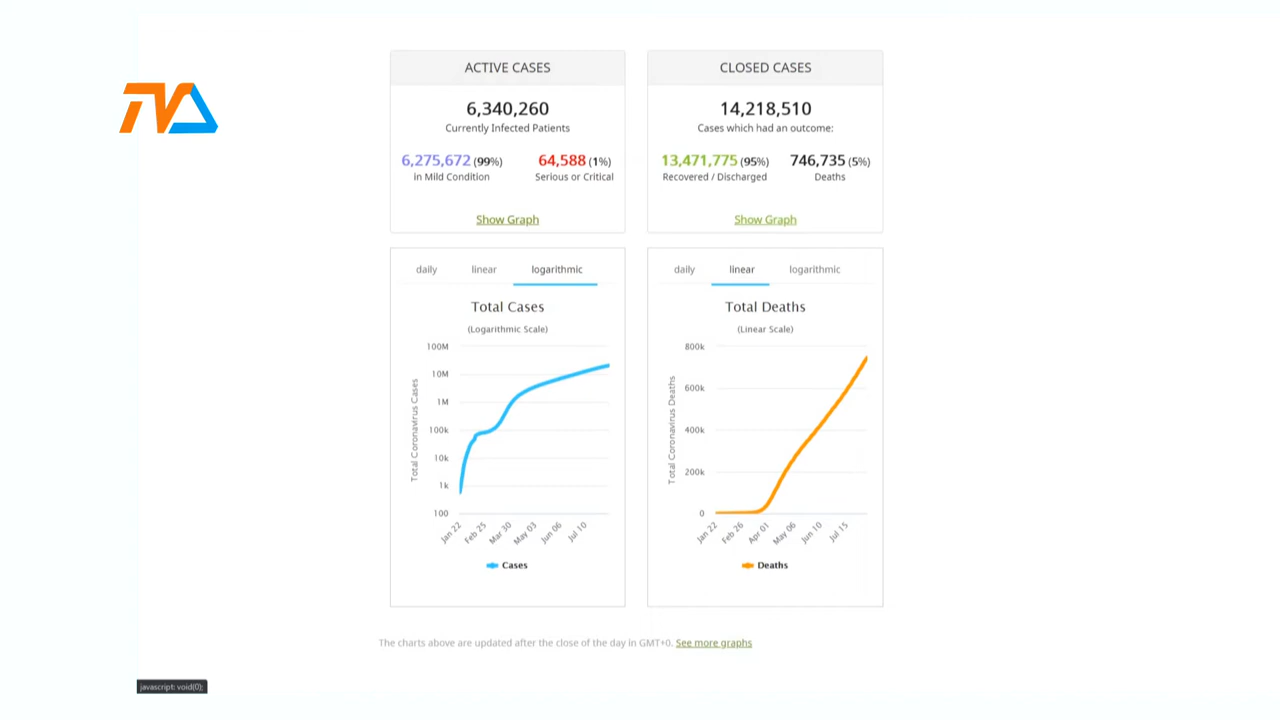 TVA
ACTIVE CASES
6,340,260
Currently Infected Patients
6,275,672 (99%)
in Mild Condition
64,588 (1%)
Serious or Critical
Show Graph
CLOSED CASES
14,218,510
Cases which had an outcome:
13,471,775 (95%)
Recovered / Discharged
746,735 (5%)
Deaths
Show Graph
daily linear logarithmic
Total Cases
(Logarithmic Scale)
Total Coronavirus Cases
100M
10M
1M
100k
10k
1k
100
Jan 22 Feb 25 Mar 30 May 03 Jun 06 Jul 10
Cases
daily linear logarithmic
Total Deaths
(Linear Scale)
Total Coronavirus Deaths
800k
600k
400k
200k
0
Jan 22 Feb 26 Apr 01 May 06 Jun 10 Jul 15
Deaths
The charts above are updated after the close of the day in GMT+0. See more graphs
javascript: void(0);